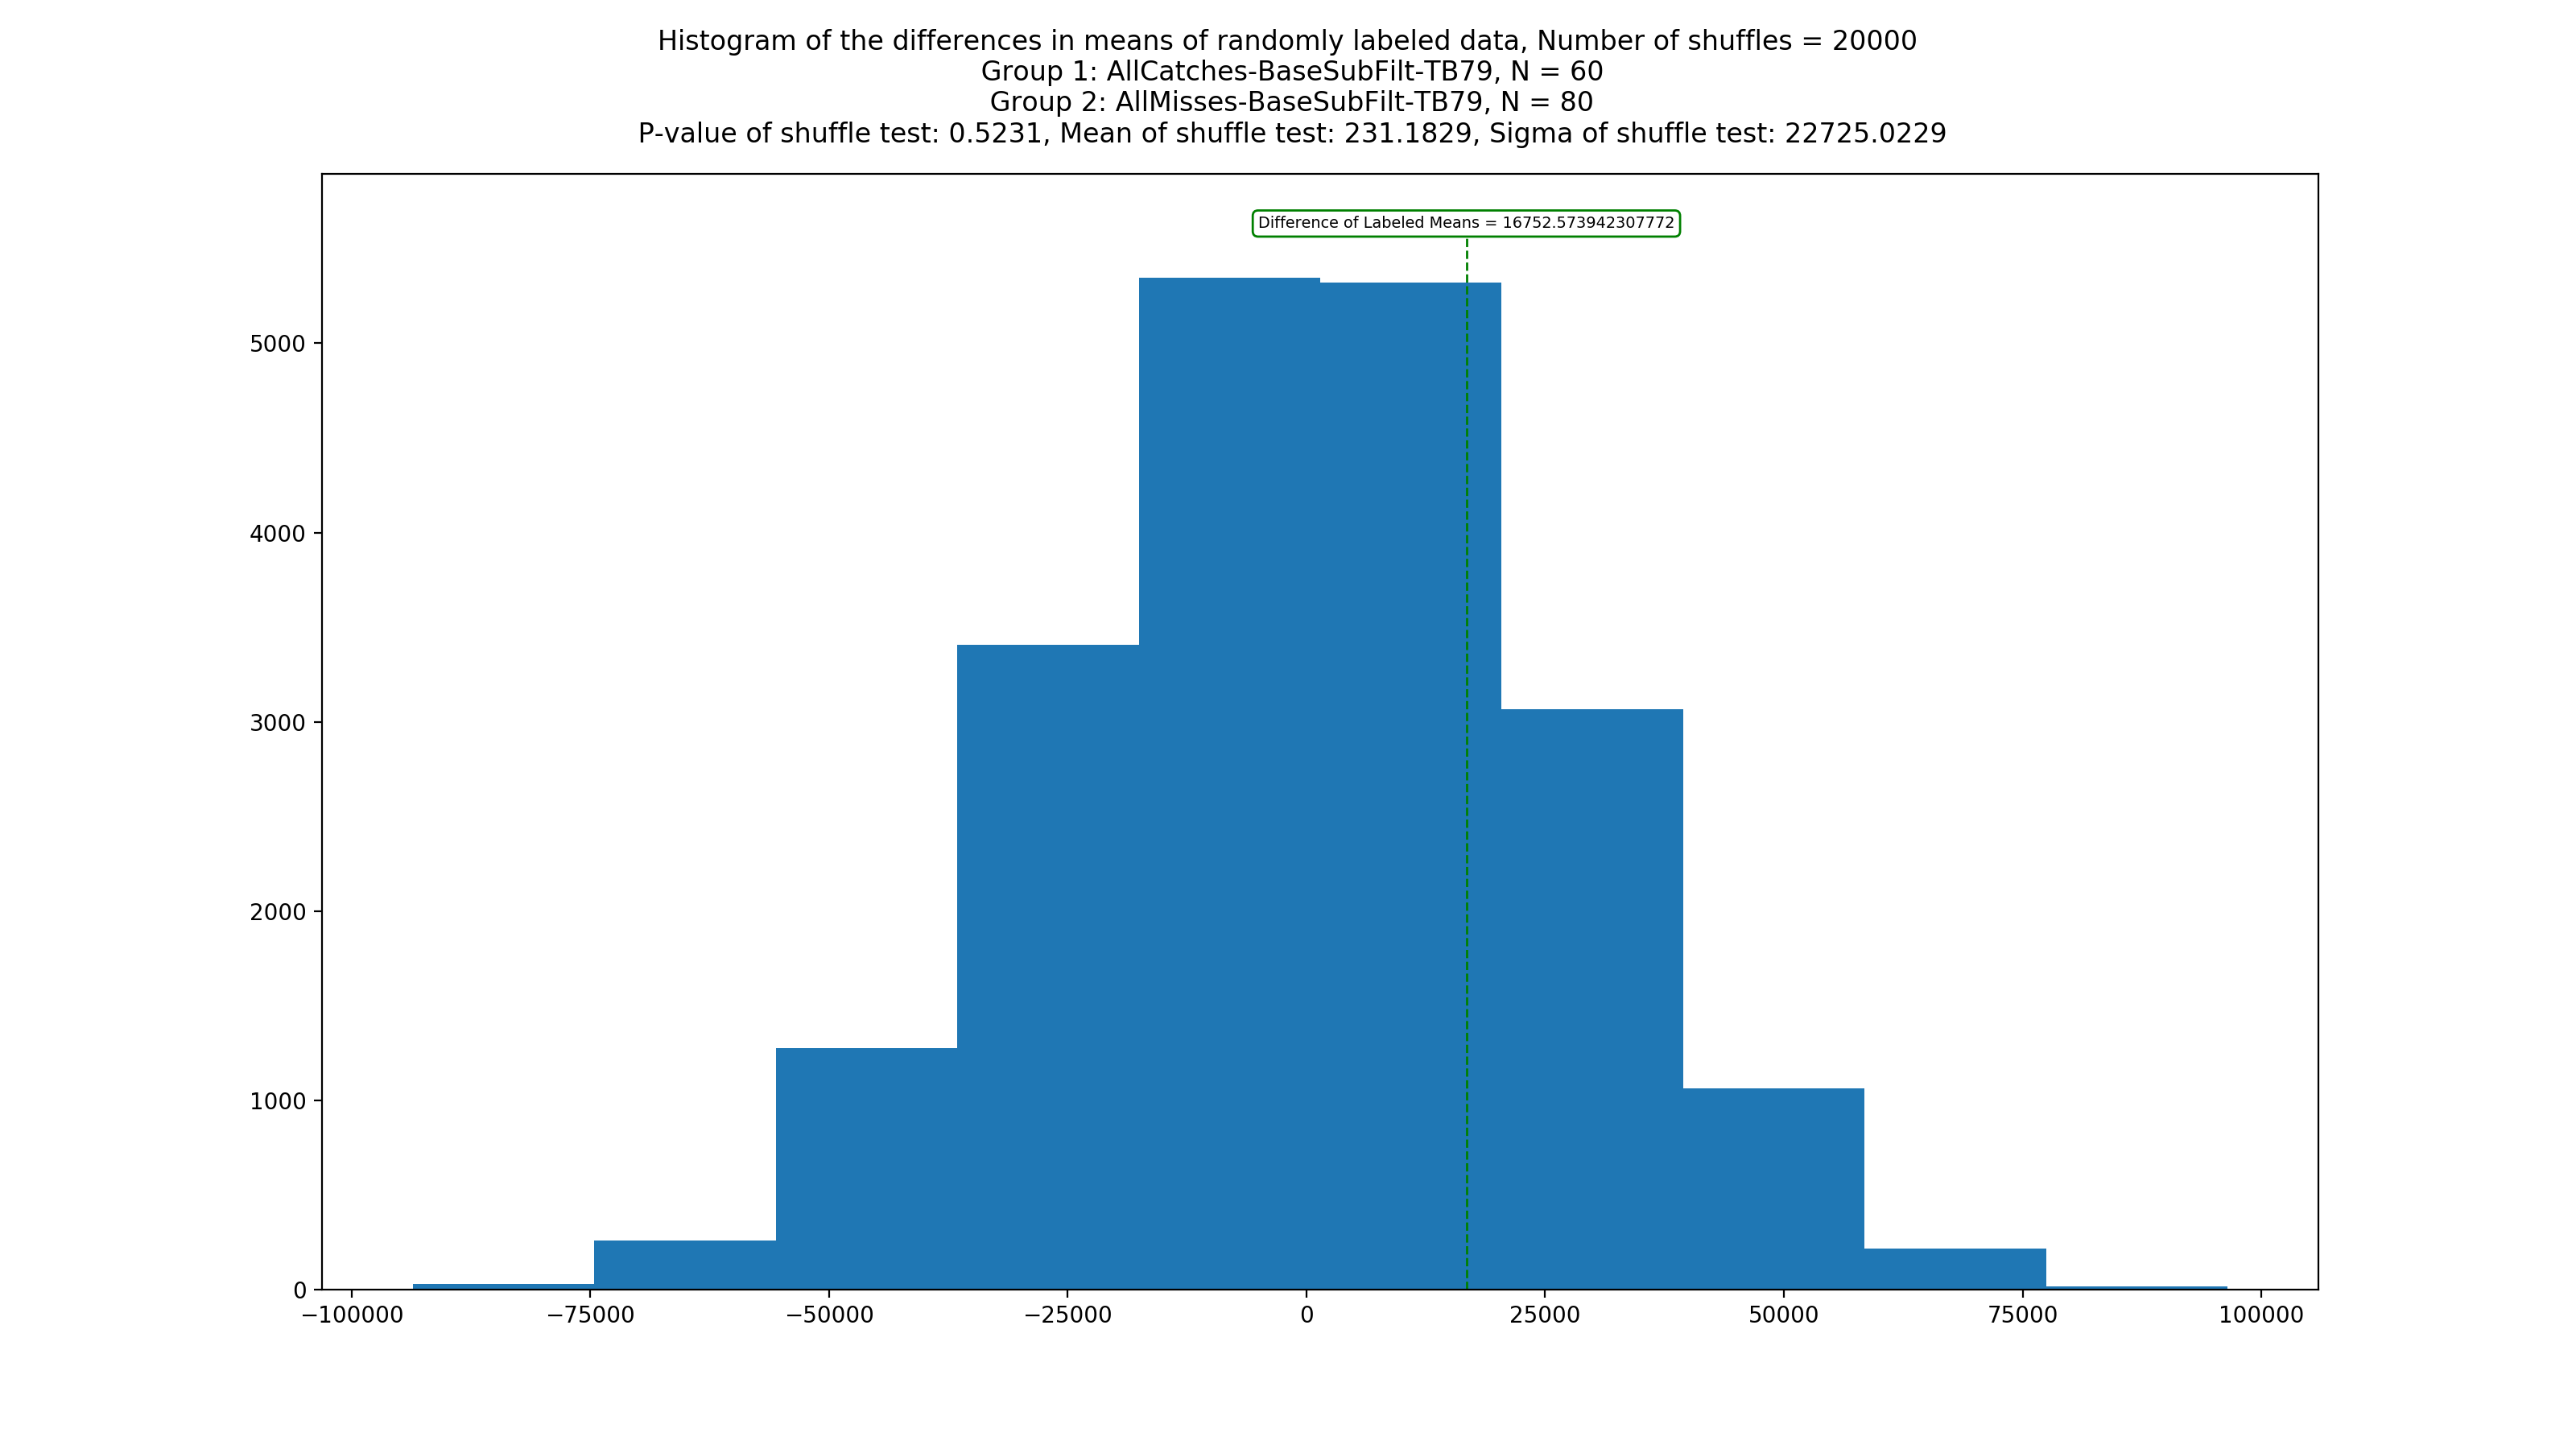 Histogram of the differences in means of randomly labeled data, Number of shuffles = 20000
Group 1: AllCatches-BaseSubFilt-TB79, N = 60
Group 2: AllMisses-BaseSubFilt-TB79, N = 80
P-value of shuffle test: 0.5231, Mean of shuffle test: 231.1829, Sigma of shuffle test: 22725.0229
Difference of Labeled Means = 16752.573942307772
5000
4000
3000
2000
1000
0
−100000 −75000 −50000 −25000 0 25000 50000 75000 100000